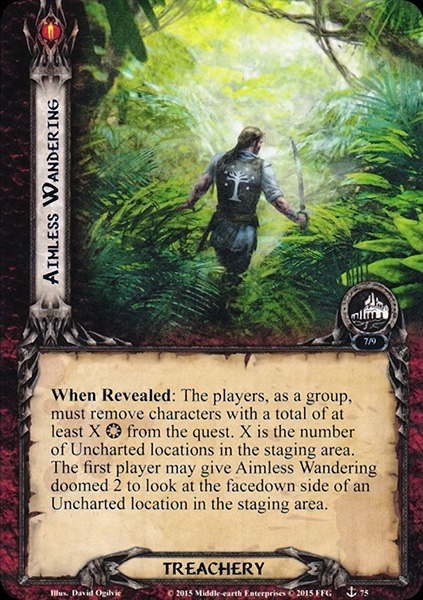 AIMLESS WANDERING
7/9
When Revealed: The players, as a group,
must remove characters with a total of at
least X from the quest. X is the number
of Uncharted locations in the staging area.
The first player may give Aimless Wandering
doomed 2 to look at the facedown side of an
Uncharted location in the staging area.
TREACHERY
Illus. David Ogilvie © 2015 Middle-earth Enterprises © 2015 FFG 75